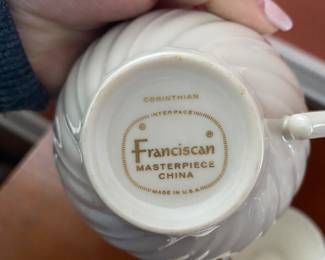 CORINTHIAN
INTERPACE
Franciscan
MASTERPIECE
CHINA
MADE IN U.S.A.